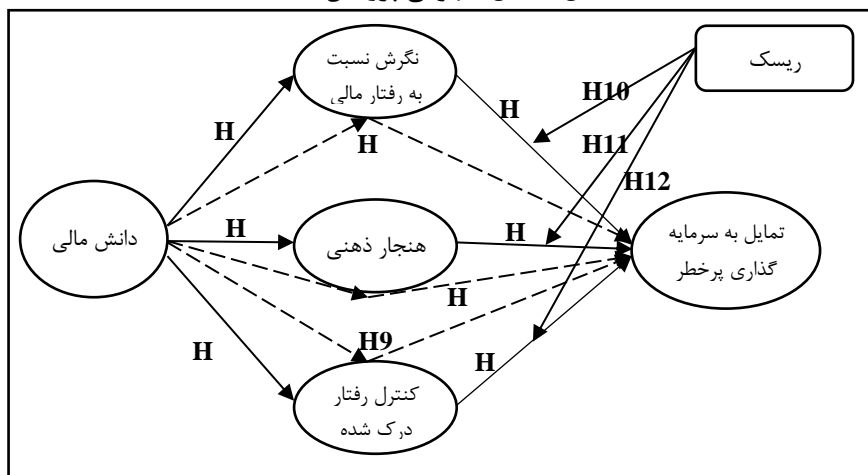 نگرش نسبت
به رفتار مالی
ریسک
H10
H
H
H
H11
H12
دانش مالی
H
هنجار ذهنی
H
تمایل به سرمایه
گذاری پرخطر
H
H
H9
H
کنترل رفتار
درک شده